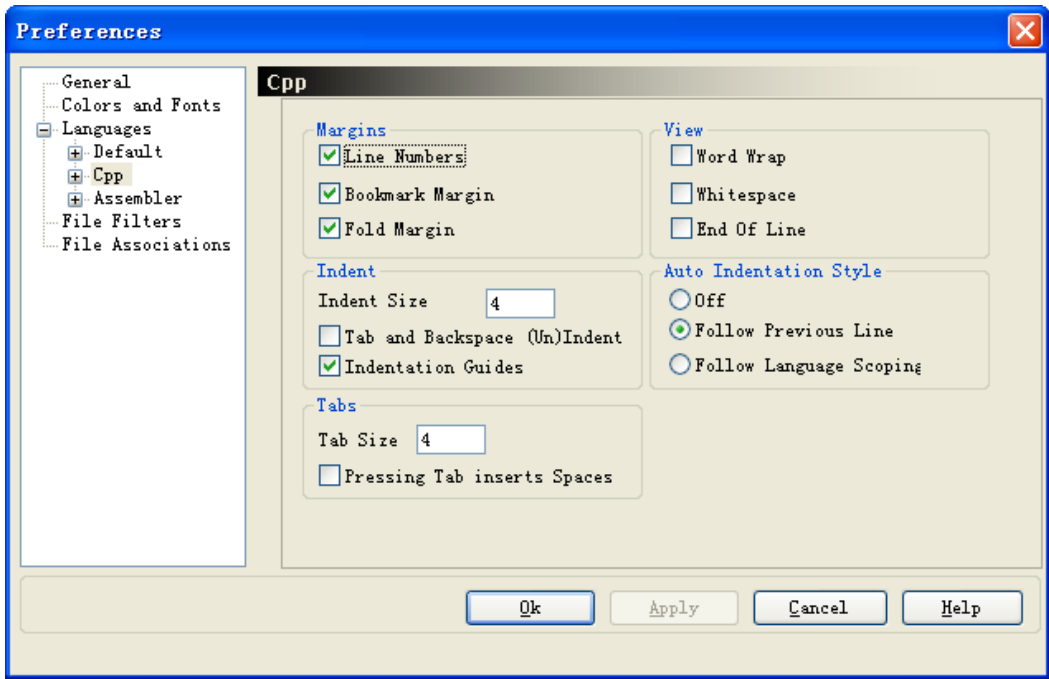 Preferences
General
Colors and Fonts
Languages
Default
Cpp
Assembler
File Filters
File Associations
Cpp
Margins
Line Numbers
Bookmark Margin
Fold Margin
View
Word Wrap
Whitespace
End Of Line
Indent
Indent Size 4
Tab and Backspace (Un)Indent
Indentation Guides
Auto Indentation Style
Off
Follow Previous Line
Follow Language Scoping
Tabs
Tab Size 4
Pressing Tab inserts Spaces
Ok Apply Cancel Help